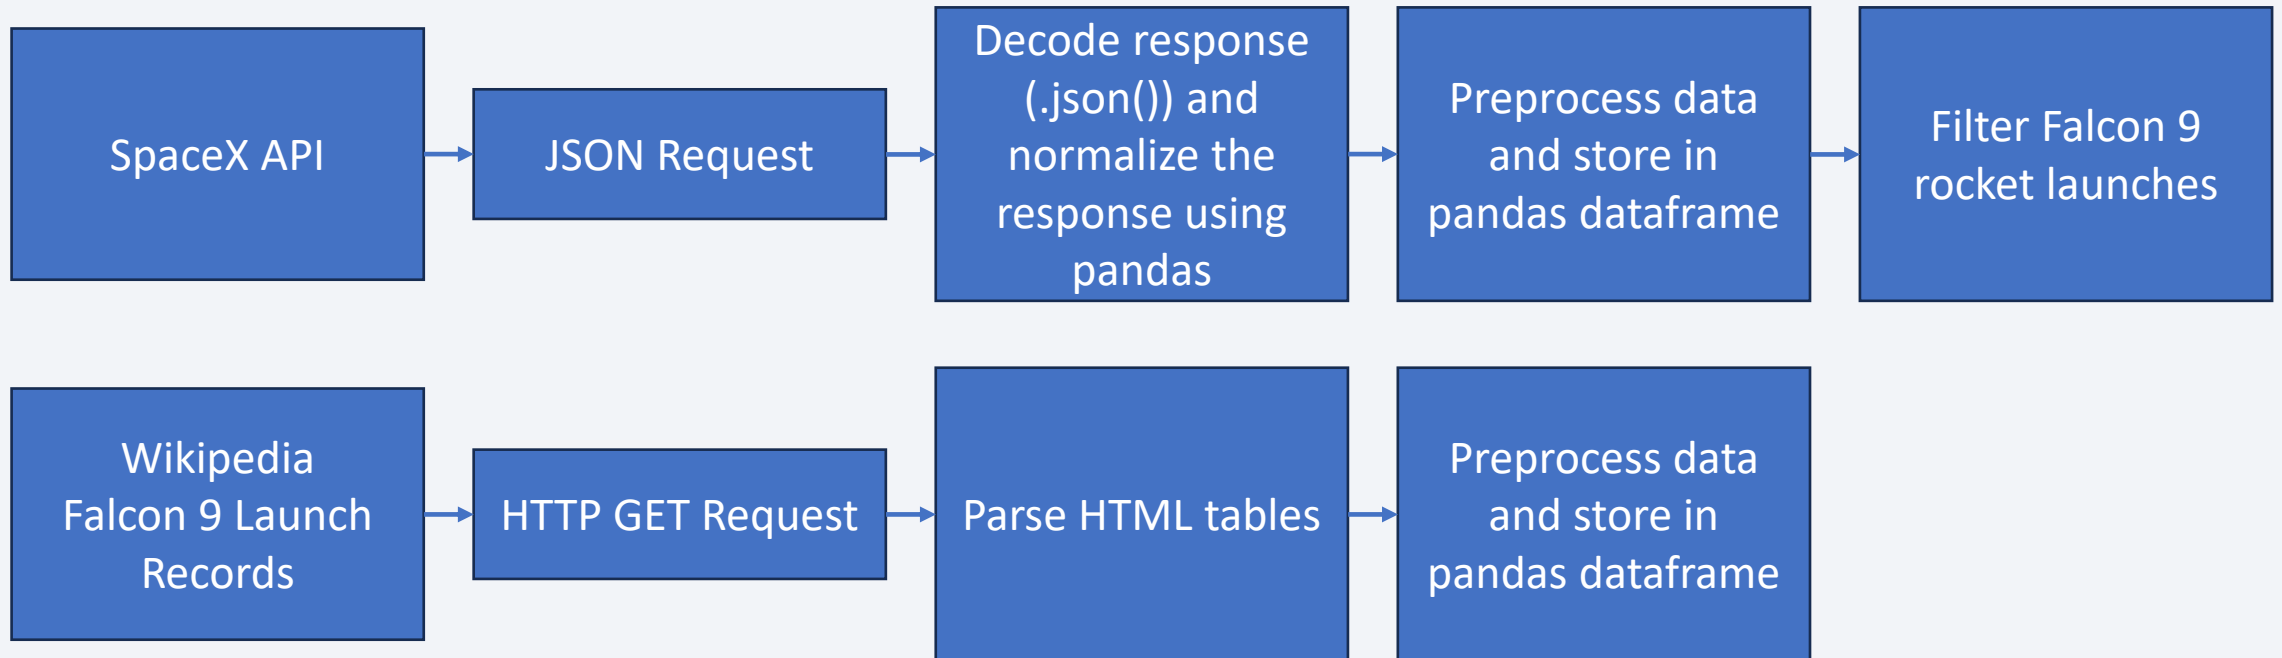 SpaceX API
JSON Request
Decode response
(.json()) and
normalize the
response using
pandas
Preprocess data
and store in
pandas dataframe
Filter Falcon 9
rocket launches
Wikipedia
Falcon 9 Launch
Records
HTTP GET Request
Parse HTML tables
Preprocess data
and store in
pandas dataframe